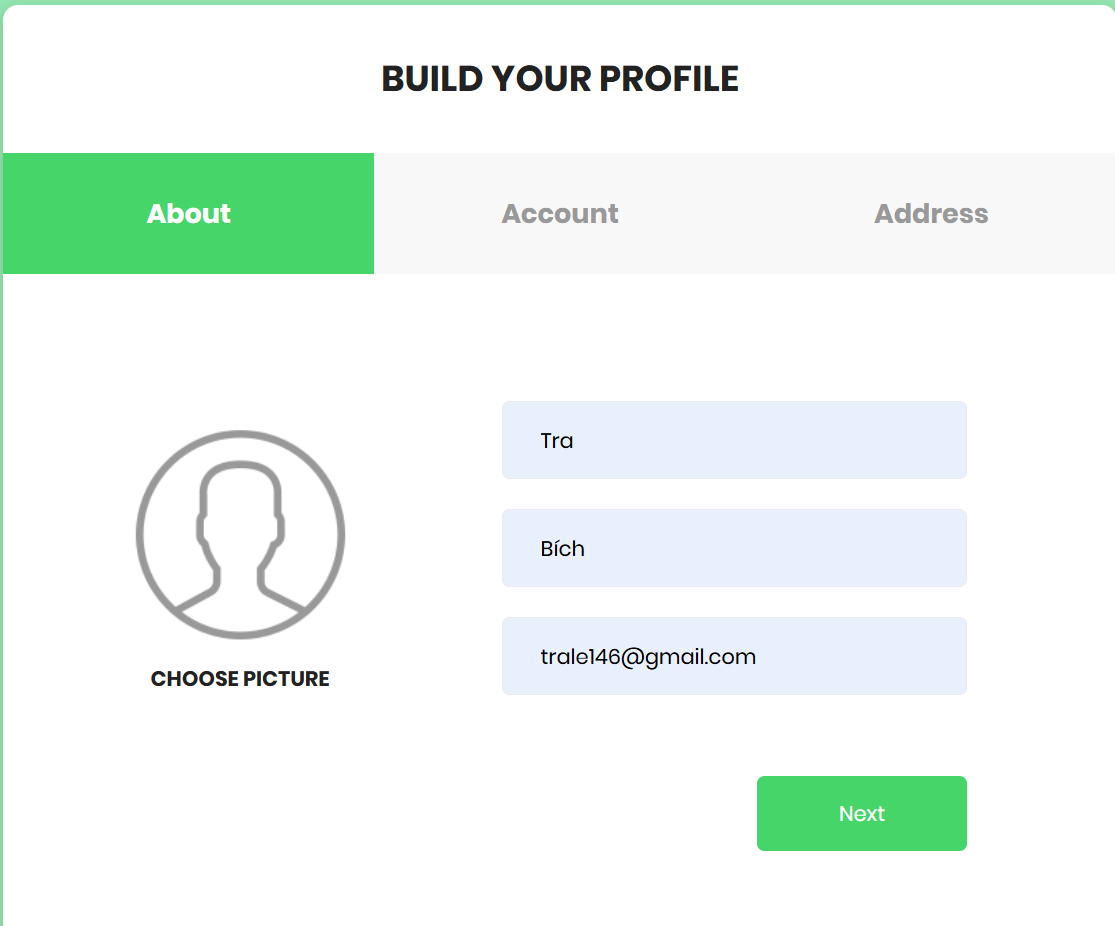 BUILD YOUR PROFILE
About
Account
Address
Tra
Bích
trale146@gmail.com
CHOOSE PICTURE
Next